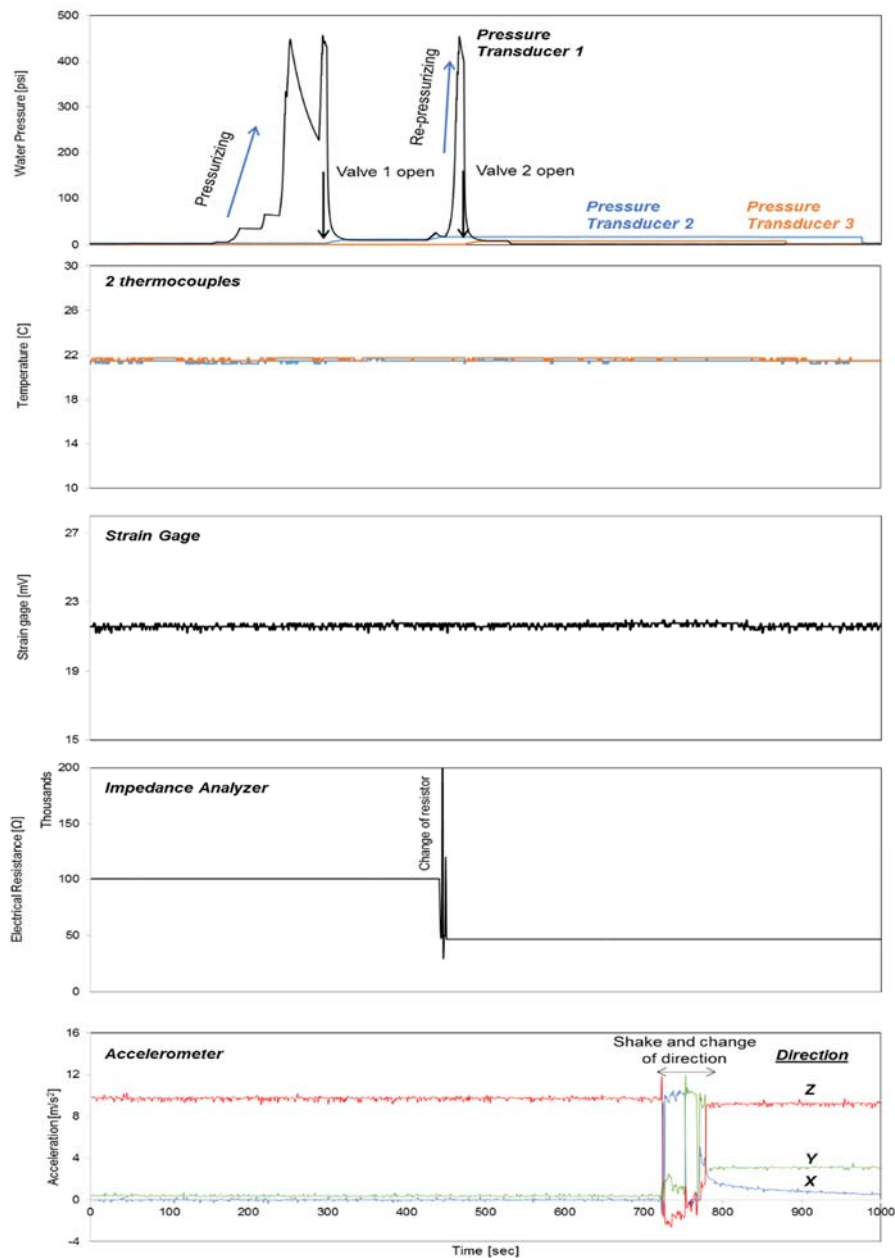 500
400
300
200
100
0
Water Pressure [psi]
Pressurizing
Re-pressurizing
Pressure
Transducer 1
Valve 1 open
Valve 2 open
Pressure
Transducer 2
Pressure
Transducer 3
30
26
22
18
14
10
Temperature [C]
2 thermocouples
27
23
19
15
Strain gage [mV]
Strain Gage
200
150
100
50
0
Electrical Resistance [Ω]
Thousands
Impedance Analyzer
Change of resistor
16
12
8
4
0
Acceleration [m/s²]
Accelerometer
Shake and change
of direction
Direction
Z
Y
X
0 100 200 300 400 500 600 700 800 900 1000
Time [sec]